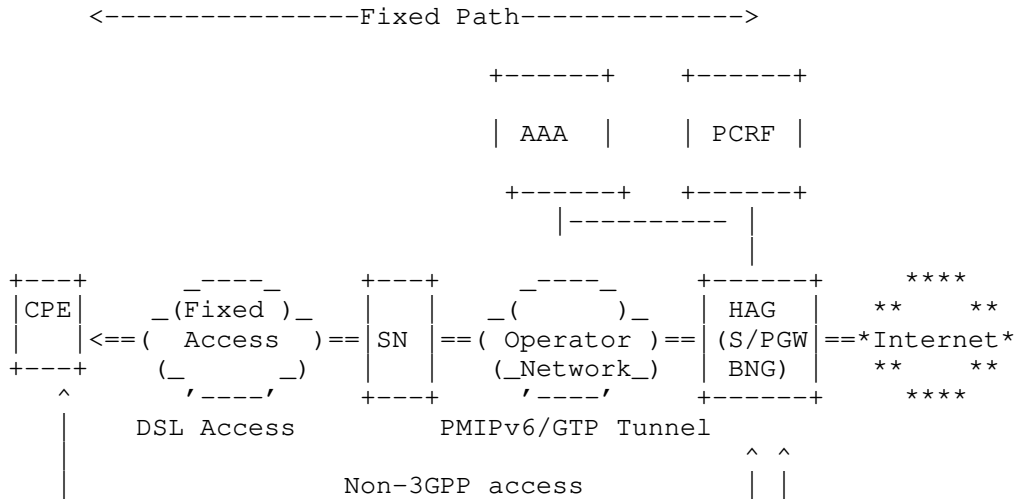 <----------------Fixed Path------------->
+------+ +------+
| AAA | | PCRF |
+------+ +------+
|---------- |
|
+---+ _----_ +---+ _----_ +------+ ****
|CPE| _(Fixed )_ | | _( )_ | HAG | ** **
| |<==( Access )==|SN |==( Operator )==|(S/PGW|==*Internet*
+---+ (_ _) | | (_Network_) | BNG) | ** **
^ '----' +---+ '----' +------+ ****
| DSL Access PMIPv6/GTP Tunnel
| ^ ^
| Non-3GPP access | |